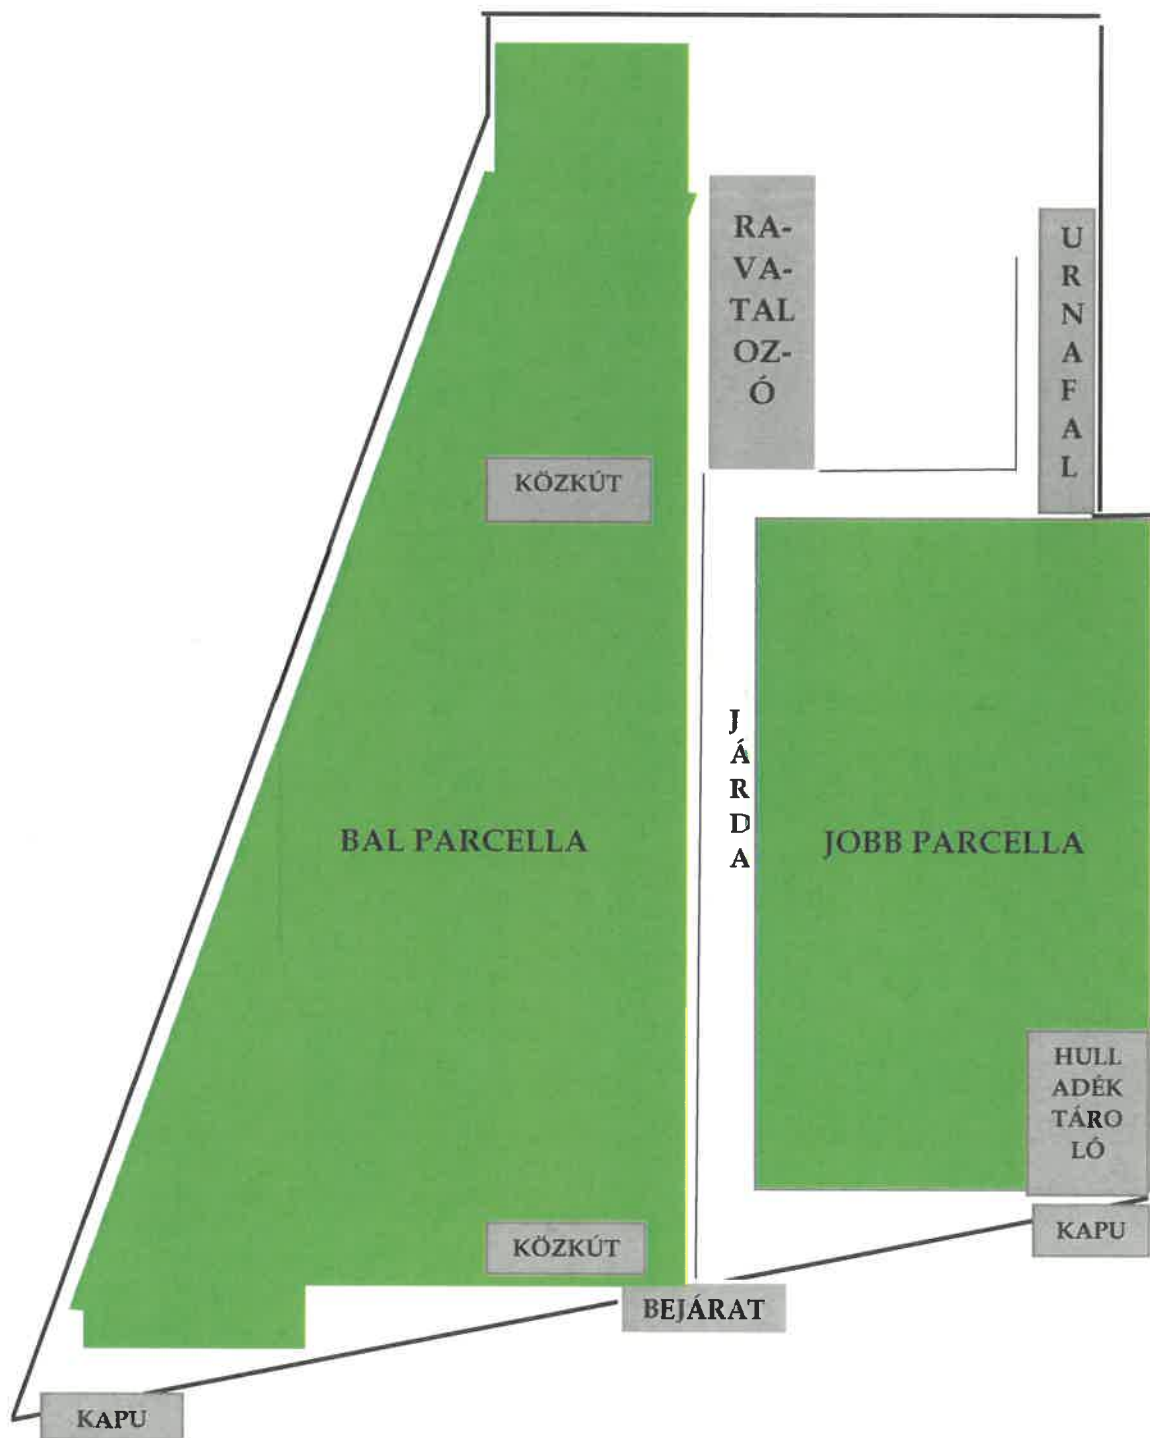 RA-
VA-
TAL
OZ-
Ó
U
R
N
A
F
A
L
KÖZKÚT
J
Á
R
D
A
BAL PARCELLA
JOBB PARCELLA
HULL
ADÉK
TÁRO
LÓ
KAPU
KÖZKÚT
BEJÁRAT
KAPU